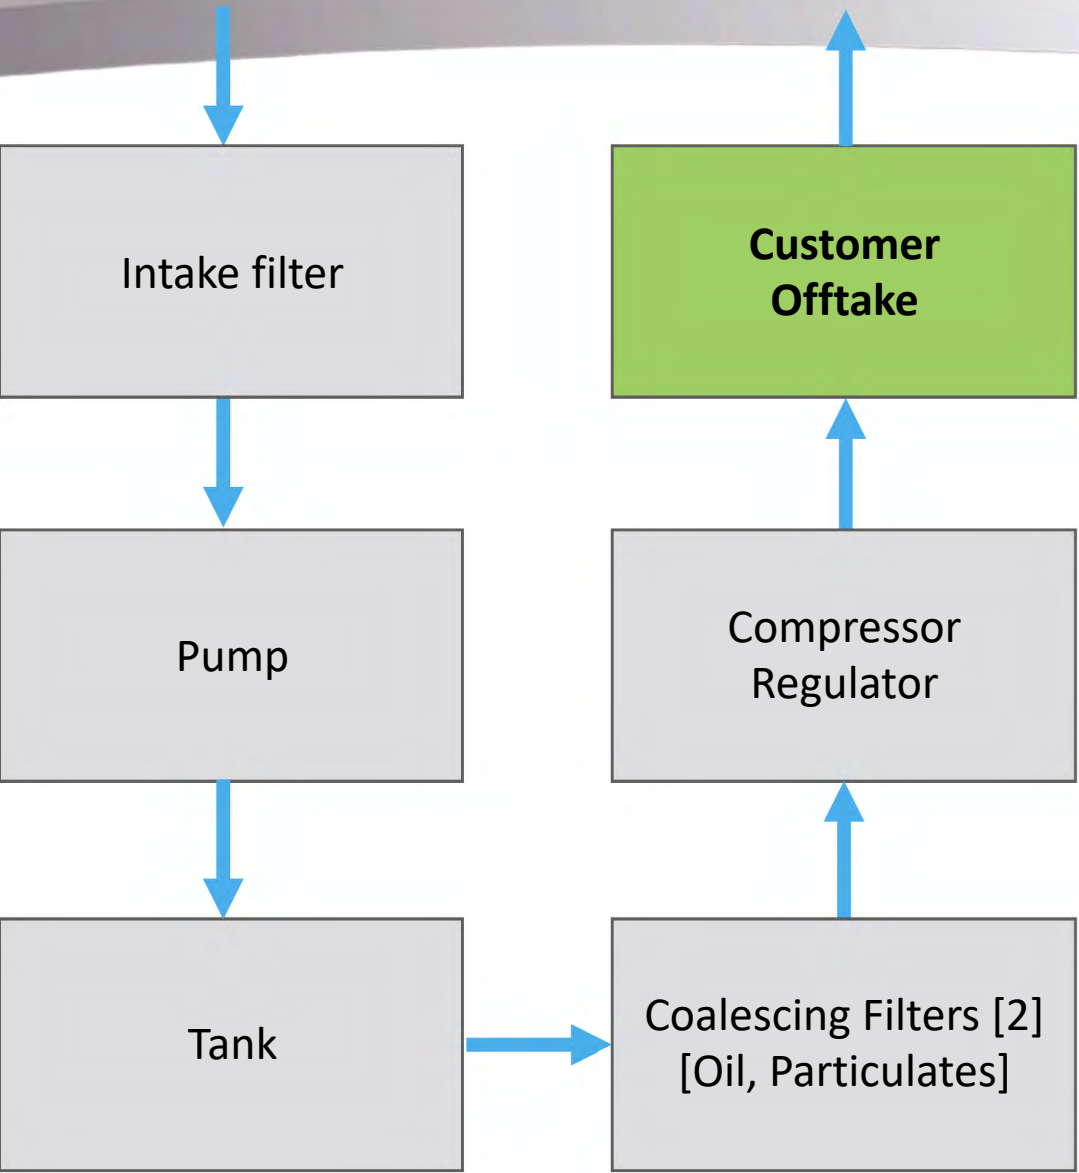 Intake filter
Pump
Tank
Coalescing Filters [2]
[Oil, Particulates]
Compressor
Regulator
Customer
Offtake